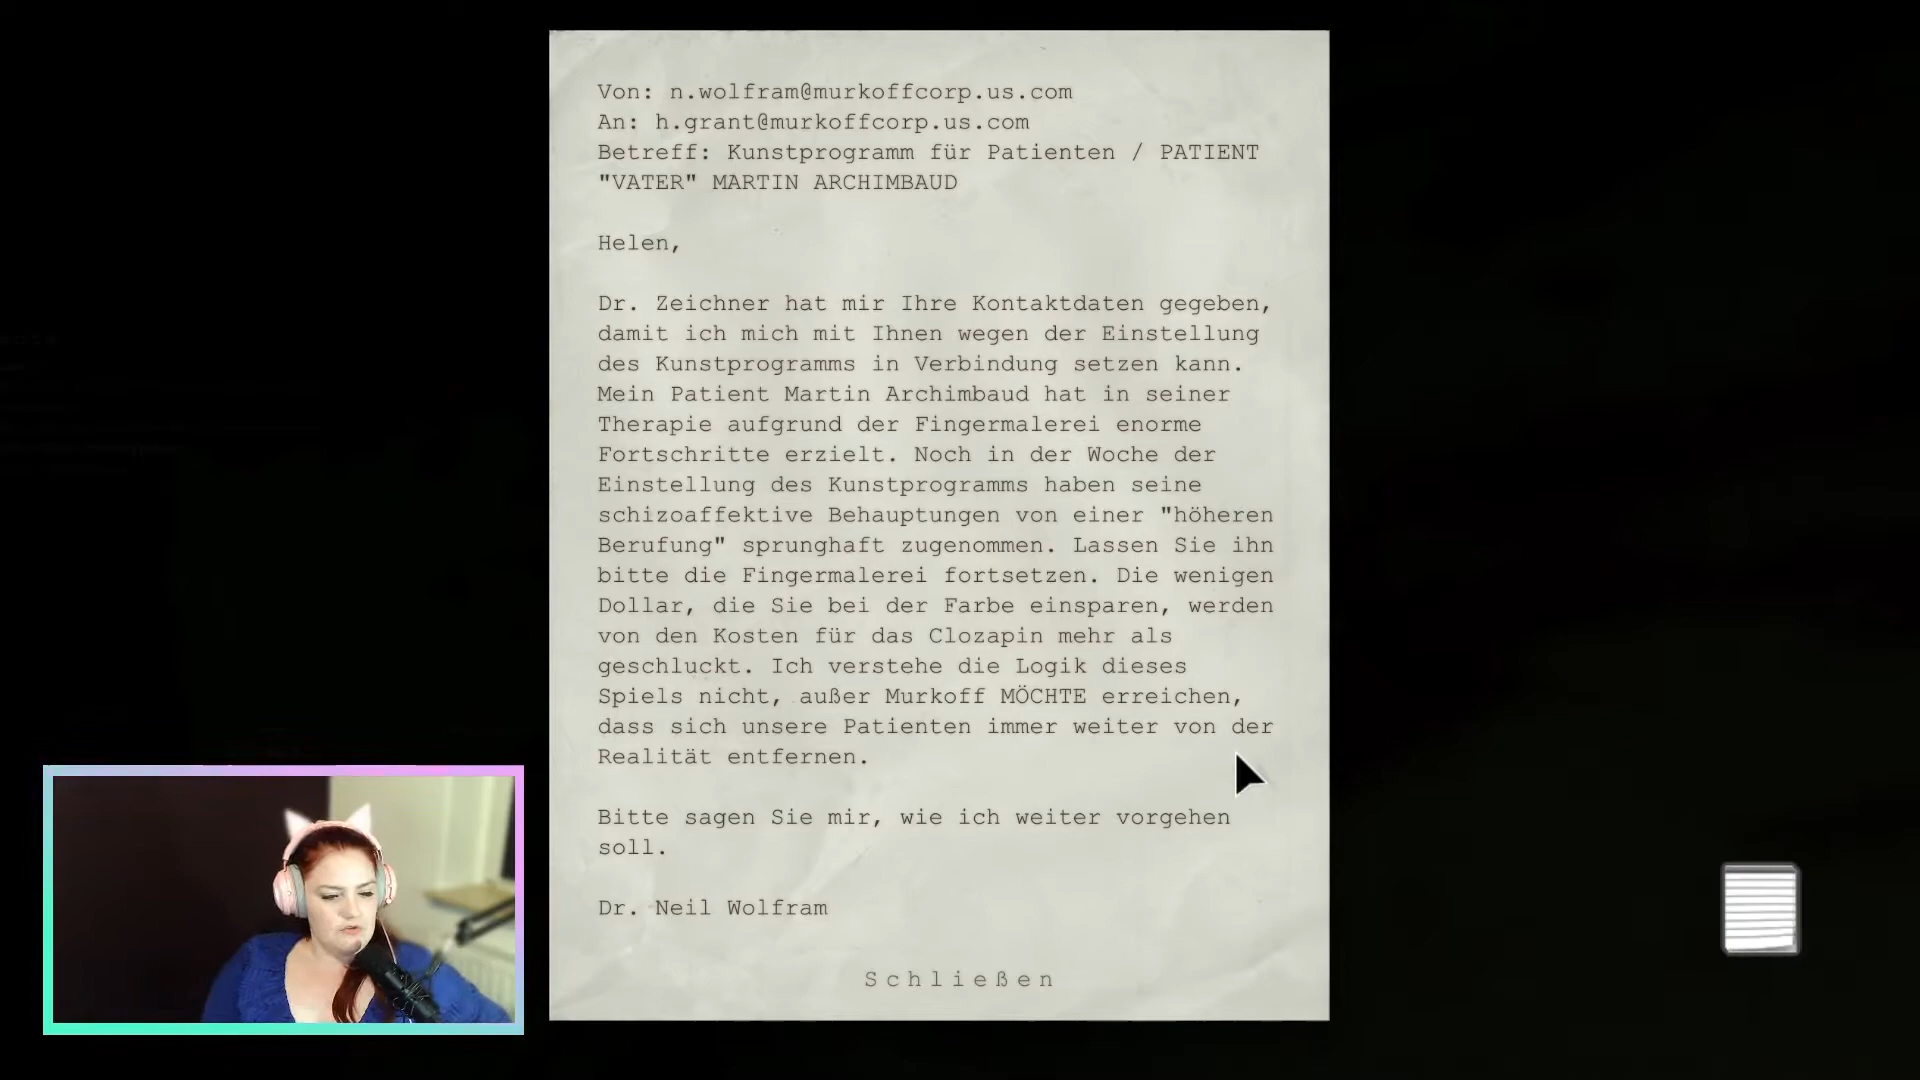 Von: n.wolfram@murkoffcorp.us.com
An: h.grant@murkoffcorp.us.com
Betreff: Kunstprogramm für Patienten / PATIENT
"VATER" MARTIN ARCHIMBAUD
Helen,
Dr. Zeichner hat mir Ihre Kontaktdaten gegeben,
damit ich mich mit Ihnen wegen der Einstellung
des Kunstprogramms in Verbindung setzen kann.
Mein Patient Martin Archimbaud hat in seiner
Therapie aufgrund der Fingermalerei enorme
Fortschritte erzielt. Noch in der Woche der
Einstellung des Kunstprogramms haben seine
schizoaffektive Behauptungen von einer "höheren
Berufung" sprunghaft zugenommen. Lassen Sie ihn
bitte die Fingermalerei fortsetzen. Die wenigen
Dollar, die Sie bei der Farbe einsparen, werden
von den Kosten für das Clozapin mehr als
geschluckt. Ich verstehe die Logik dieses
Spiels nicht, außer Murkoff MÖCHTE erreichen,
dass sich unsere Patienten immer weiter von der
Realität entfernen.
Bitte sagen Sie mir, wie ich weiter vorgehen
soll.
Dr. Neil Wolfram
Schließen